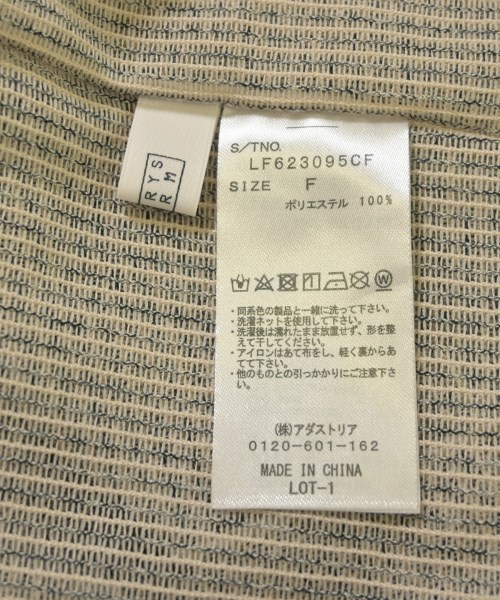 R Y S
R M
S/TNO.
LF623095CF
SIZE F
ポリエステル 100%
・同系色の製品と一緒に洗って下さい。
・洗濯ネットを使用して下さい。
・洗濯後は濡れたまま放置せず、形を整
えて干してください。
・アイロンはあて布をし、軽く裏からあ
てて下さい。
・他のものとの引っかかりにご注意下さ
い。
(株)アダストリア
0120-601-162
MADE IN CHINA
LOT-1